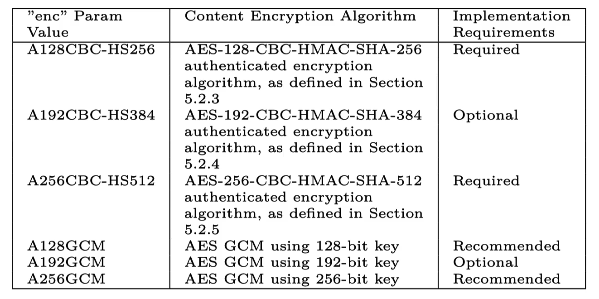 "enc" Param Content Encryption Algorithm Implementation
Value Requirements
A128CBC-HS256 AES-128-CBC-HMAC-SHA-256 Required
authenticated encryption
algorithm, as defined in Section
5.2.3
A192CBC-HS384 AES-192-CBC-HMAC-SHA-384 Optional
authenticated encryption
algorithm, as defined in Section
5.2.4
A256CBC-HS512 AES-256-CBC-HMAC-SHA-512 Required
authenticated encryption
algorithm, as defined in Section
5.2.5
A128GCM AES GCM using 128-bit key Recommended
A192GCM AES GCM using 192-bit key Optional
A256GCM AES GCM using 256-bit key Recommended